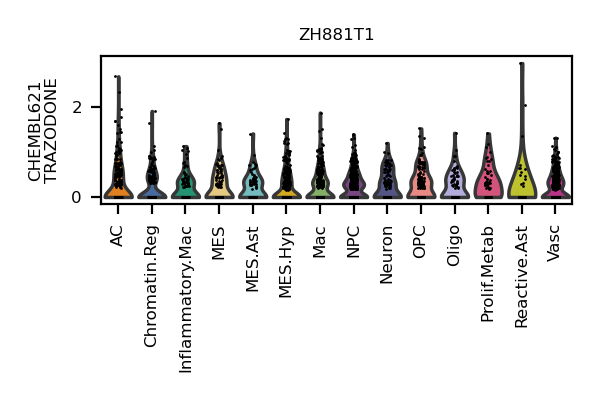 ZH881T1
CHEMBL621
TRAZODONE
2
0
AC
Chromatin.Reg
Inflammatory.Mac
MES
MES.Ast
MES.Hyp
Mac
NPC
Neuron
OPC
Oligo
Prolif.Metab
Reactive.Ast
Vasc